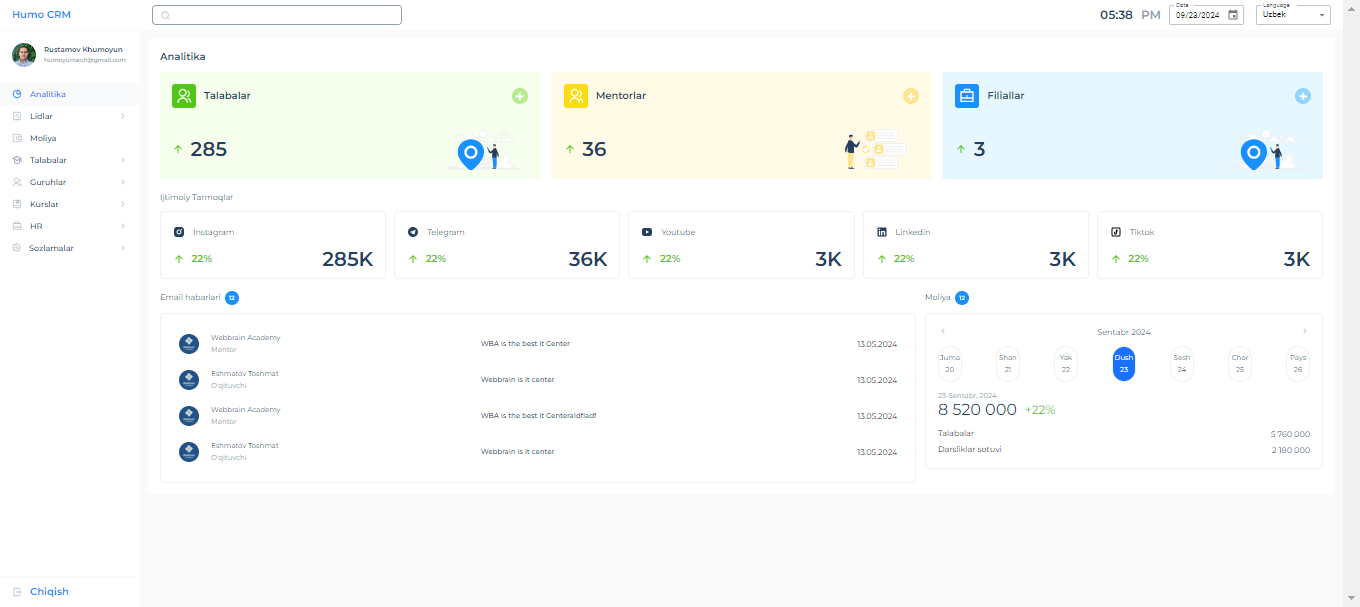 Humo CRM
05:38 PM
Date
09/23/2024
Language
Uzbek
Rustamov Khumoyun
humoyuntech@gmail.com
Analitika
Lidlar
Moliya
Talabalar
Guruhlar
Kurslar
HR
Sozlamalar
Chiqish
Analitika
Talabalar
285
Mentorlar
36
Filiallar
3
Ijtimoiy Tarmoqlar
Instagram
22% 285K
Telegram
22% 36K
Youtube
22% 3K
Linkedin
22% 3K
Tiktok
22% 3K
Email habarlari 12
Webbrain Academy
Mentor
WBA is the best it Center
13.05.2024
Eshmatov Toshmat
O'qituvchi
Webbrain is it center
13.05.2024
Webbrain Academy
Mentor
WBA is the best it Centeraldfladf
13.05.2024
Eshmatov Toshmat
O'qituvchi
Webbrain is it center
13.05.2024
Moliya 12
Sentabr 2024
Juma Shan Yak Dush Sesh Chor Pays
20 21 22 23 24 25 26
23-Sentabr, 2024
8 520 000 +22%
Talabalar 5 760 000
Darsliklar sotuvi 2 180 000